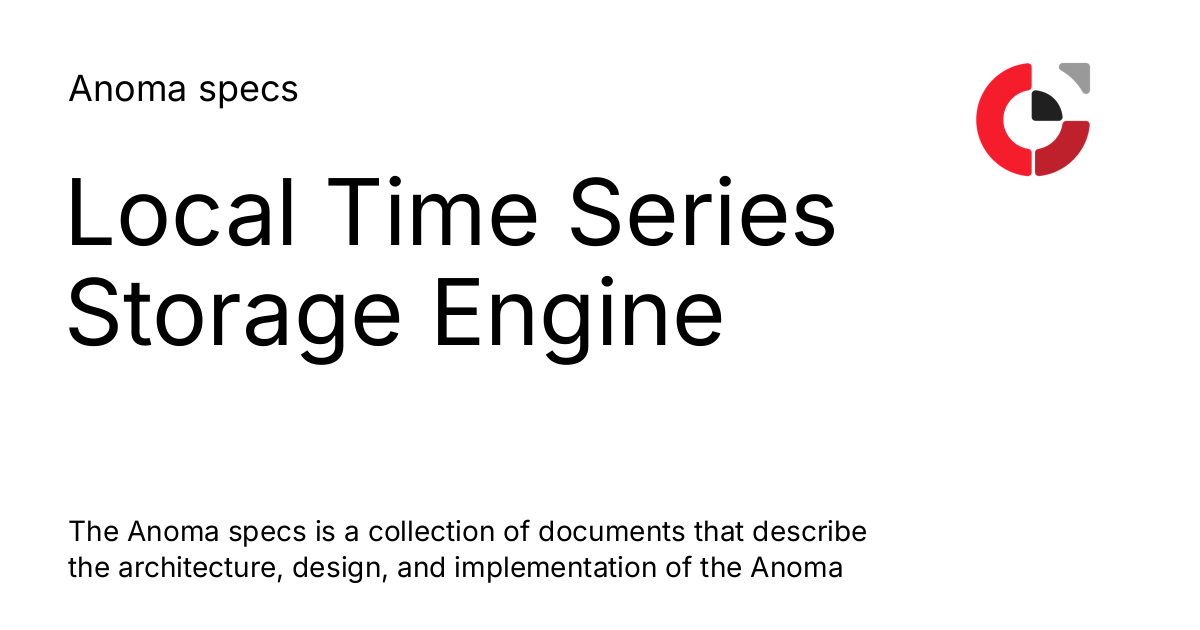 Anoma specs
Local Time Series
Storage Engine
The Anoma specs is a collection of documents that describe
the architecture, design, and implementation of the Anoma